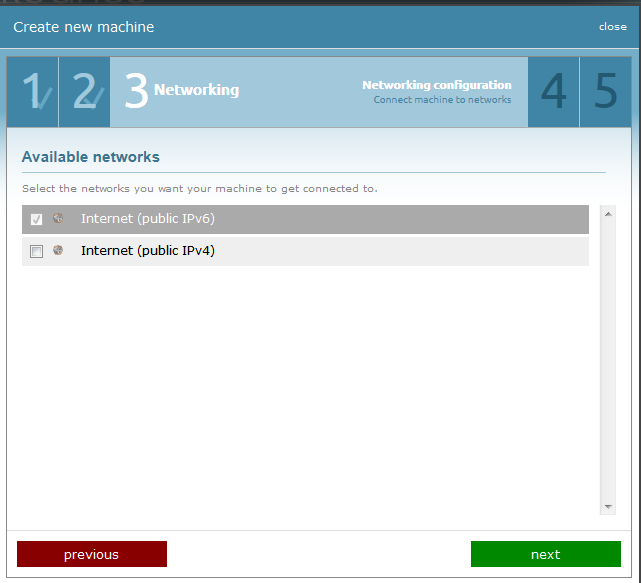 Create new machine
close
1
2
3 Networking
Networking configuration
Connect machine to networks
4
5
Available networks
Select the networks you want your machine to get connected to.
Internet (public IPv6)
Internet (public IPv4)
previous
next